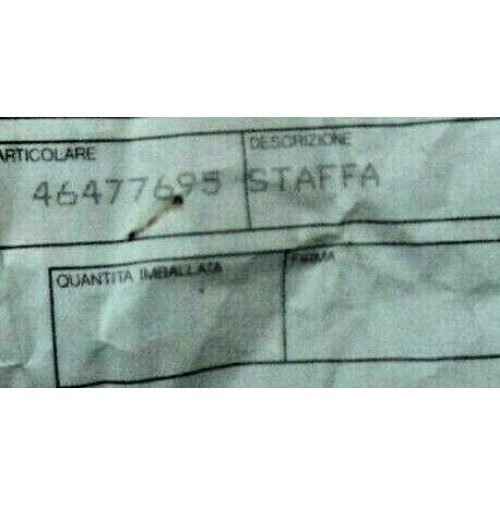 ARTICOLARE DESCRIZIONE
46477695 STAFFA
QUANTITA IMBALLATA FIRMA